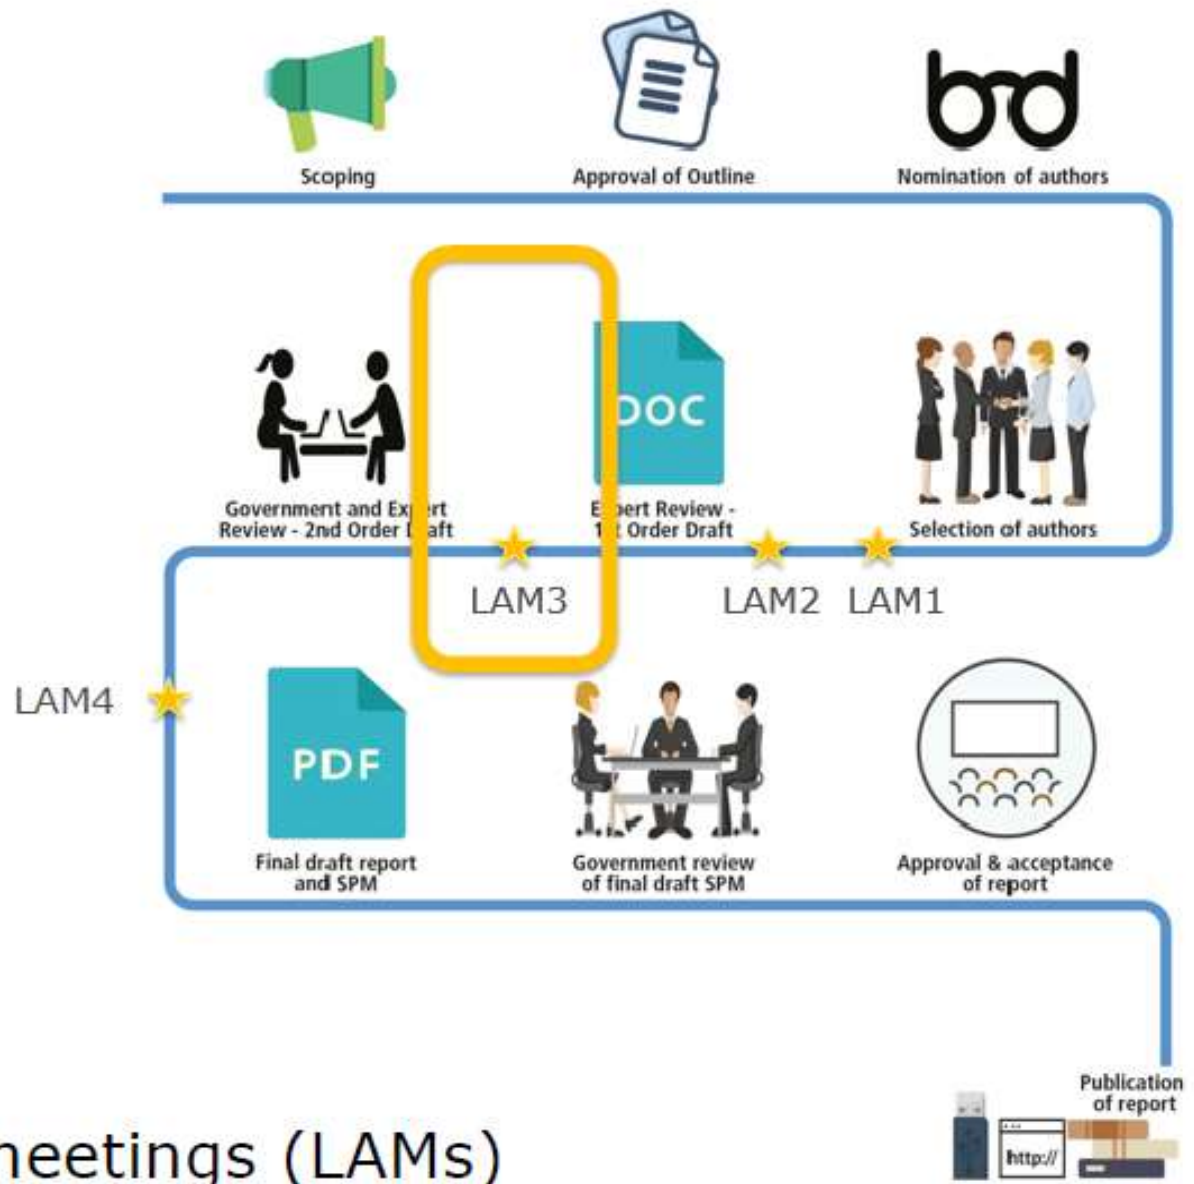 Scoping
Approval of Outline
Nomination of authors
DOC
Government and Expert
Review - 2nd Order Draft
Expert Review -
1st Order Draft
Selection of authors
LAM3
LAM2
LAM1
LAM4
PDF
Final draft report
and SPM
Government review
of final draft SPM
Approval & acceptance
of report
Publication
of report
http://
meetings (LAMs)